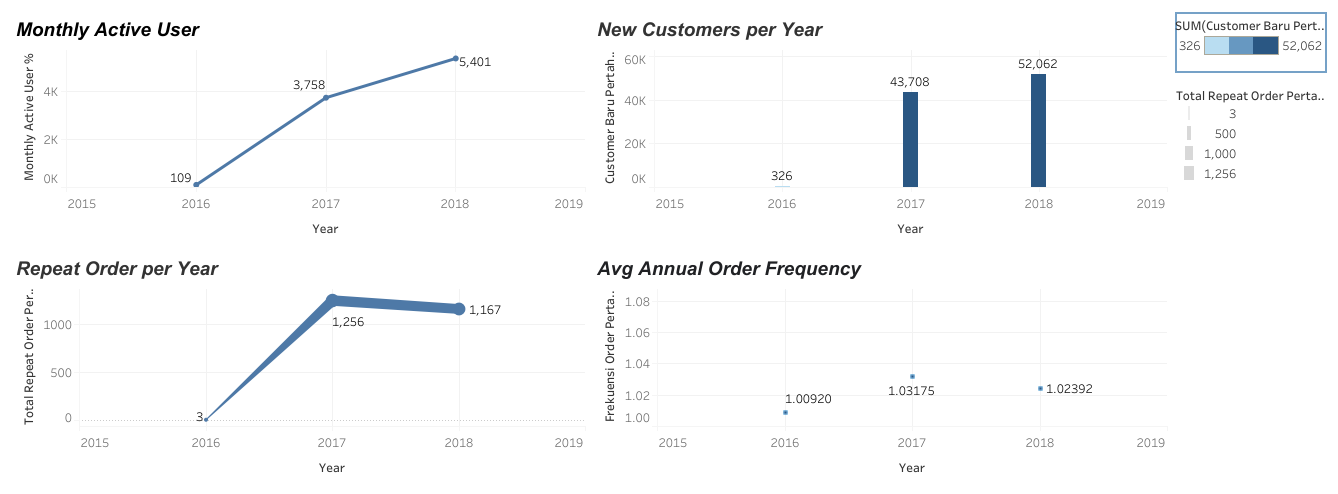 Monthly Active User
Monthly Active User %
4K
2K
0K
109
3,758
5,401
2015
2016
2017
2018
2019
Year
New Customers per Year
Customer Baru Pertah..
60K
40K
20K
0K
326
43,708
52,062
2015
2016
2017
2018
2019
Year
SUM(Customer Baru Pert..
326
52,062
Total Repeat Order Perta..
3
500
1,000
1,256
Repeat Order per Year
Total Repeat Order Per..
1000
500
0
3
1,256
1,167
2015
2016
2017
2018
2019
Year
Avg Annual Order Frequency
Frekuensi Order Perta..
1.08
1.06
1.04
1.02
1.00
1.00920
1.03175
1.02392
2015
2016
2017
2018
2019
Year